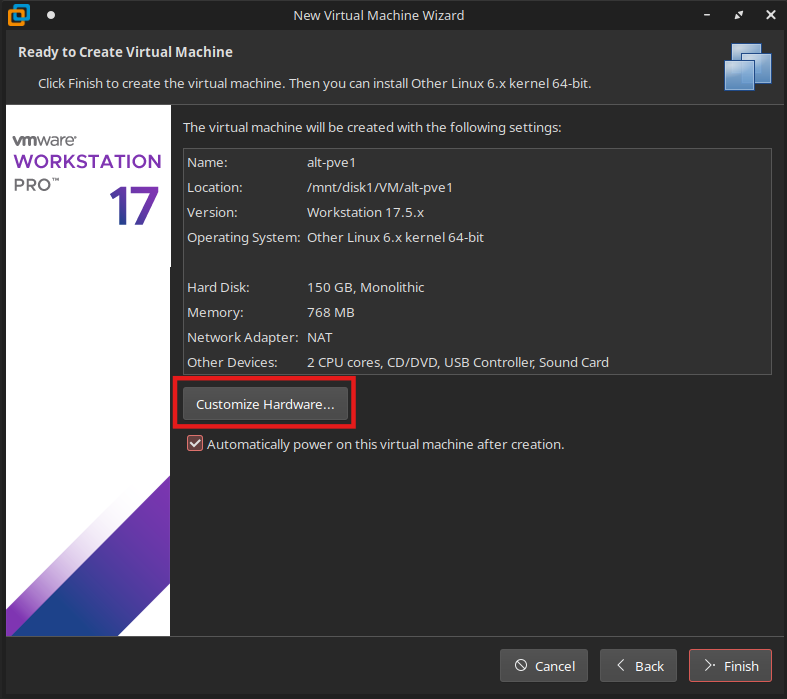 New Virtual Machine Wizard
Ready to Create Virtual Machine
Click Finish to create the virtual machine. Then you can install Other Linux 6.x kernel 64-bit.
vmware®
WORKSTATION
PRO™
17
The virtual machine will be created with the following settings:
Name: alt-pve1
Location: /mnt/disk1/VM/alt-pve1
Version: Workstation 17.5.x
Operating System: Other Linux 6.x kernel 64-bit
Hard Disk: 150 GB, Monolithic
Memory: 768 MB
Network Adapter: NAT
Other Devices: 2 CPU cores, CD/DVD, USB Controller, Sound Card
Customize Hardware...
Automatically power on this virtual machine after creation.
Cancel Back Finish